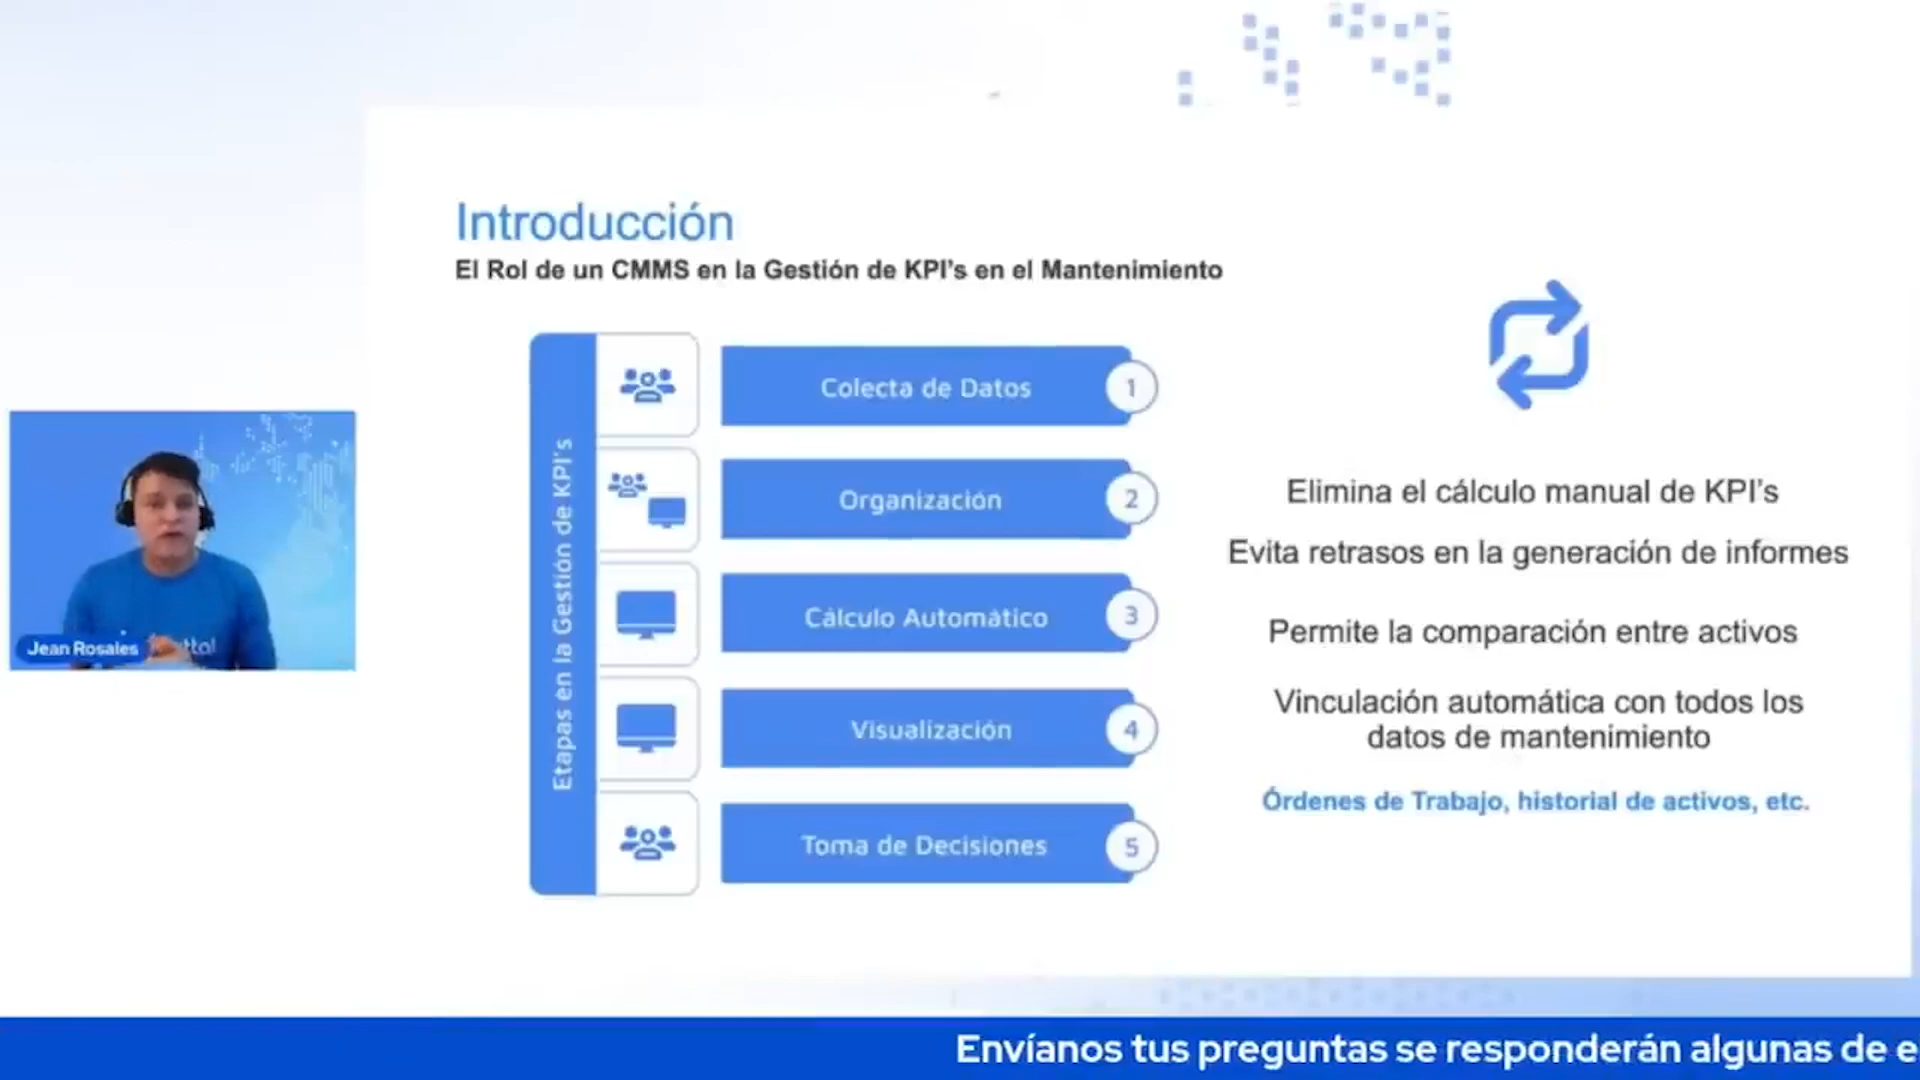 Introducción
El Rol de un CMMS en la Gestión de KPI's en el Mantenimiento
Etapas en la Gestión de KPI's
Colecta de Datos 1
Organización 2
Cálculo Automático 3
Visualización 4
Toma de Decisiones 5
Elimina el cálculo manual de KPI's
Evita retrasos en la generación de informes
Permite la comparación entre activos
Vinculación automática con todos los
datos de mantenimiento
Órdenes de Trabajo, historial de activos, etc.
Jean Rosales
Envíanos tus preguntas se responderán algunas de e